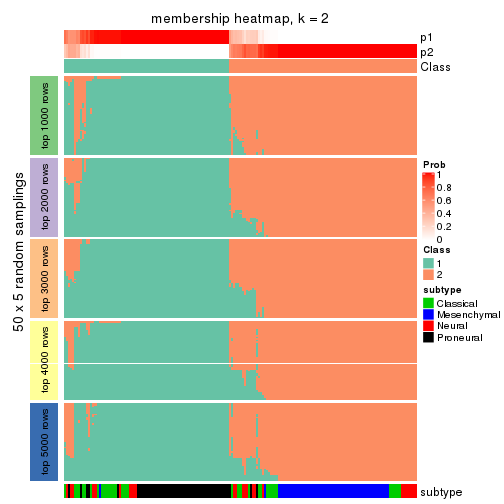 membership heatmap, k = 2
p1
p2
Class
50 x 5 random samplings
top 1000 rows
top 2000 rows
top 3000 rows
top 4000 rows
top 5000 rows
Prob
1
0.8
0.6
0.4
0.2
0
Class
1
2
subtype
Classical
Mesenchymal
Neural
Proneural
subtype